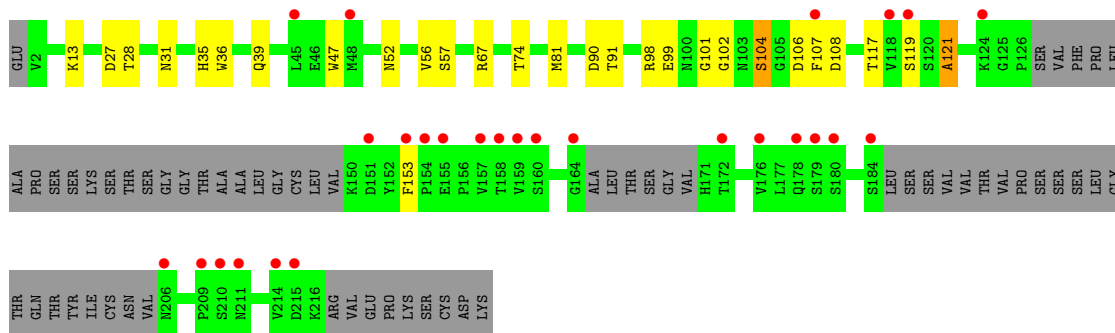 GLU V2 K13 D27 T28 N31 H35 W36 Q39 L45 E46 W47 M48 N52 V56 S57 R67 T74 M81 D90 T91 R98 E99 N100 G101 G102 N103 S104 G105 D106 F107 D108 T117 V118 S119 S120 A121 K124 G125 P126 SER VAL PHE PRO LEU
ALA PRO SER SER LYS SER THR SER GLY GLY THR ALA ALA LEU GLY CYS LEU VAL K150 D151 Y152 F153 P154 E155 P156 V157 T158 V159 S160 G164 ALA LEU THR SER GLY VAL H171 T172 V176 L177 Q178 S179 S180 S184 LEU SER SER VAL VAL THR VAL PRO SER SER SER LEU GLY
THR GLN THR TYR ILE CYS ASN VAL N206 P209 S210 N211 V214 D215 K216 ARG VAL GLU PRO LYS SER CYS ASP LYS